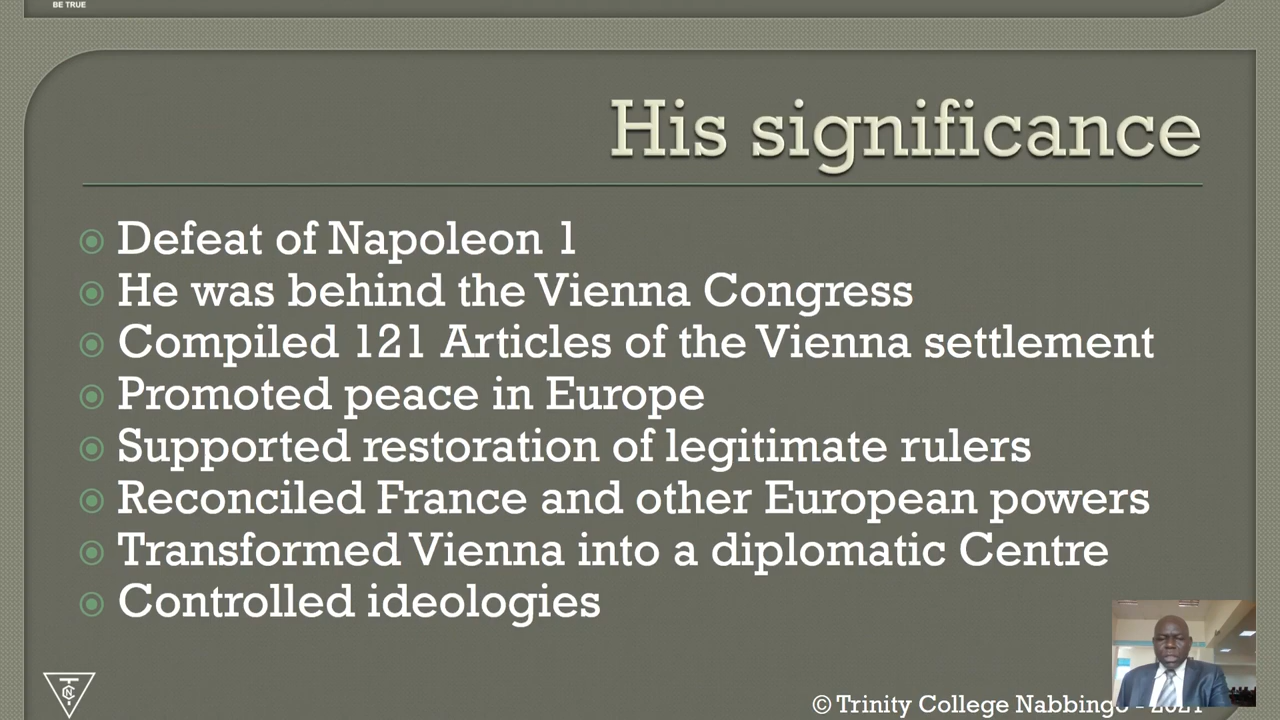 BE TRUE
His significance
Defeat of Napoleon 1
He was behind the Vienna Congress
Compiled 121 Articles of the Vienna settlement
Promoted peace in Europe
Supported restoration of legitimate rulers
Reconciled France and other European powers
Transformed Vienna into a diplomatic Centre
Controlled ideologies
© Trinity College Nabbingo - 2021